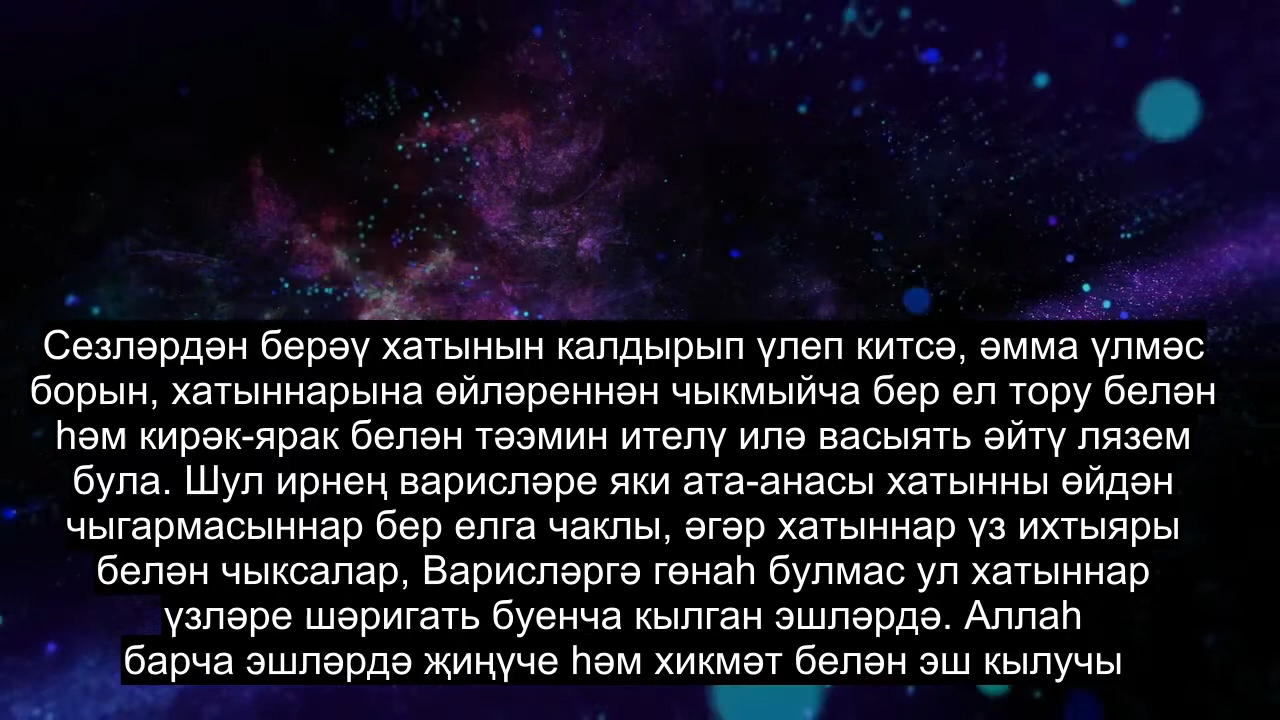 Сезләрдән берәү хатынын калдырып үлеп китсә, әмма үлмәс
борын, хатыннарына өйләреннән чыкмыйча бер ел тору белән
һәм кирәк-ярак белән тәэмин ителү илә васыять әйтү лязем
була. Шул ирнең варисләре яки ата-анасы хатынны өйдән
чыгармасыннар бер елга чаклы, әгәр хатыннар үз ихтыяры
белән чыксалар, Варисләргә гөнаһ булмас ул хатыннар
үзләре шәригать буенча кылган эшләрдә. Аллаһ
барча эшләрдә җиңүче һәм хикмәт белән эш кылучы